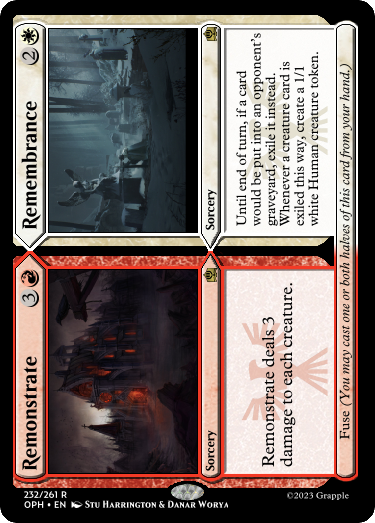 Remonstrate 3
Sorcery
Remonstrate deals 3
damage to each creature.
Remembrance 2
Sorcery
Until end of turn, if a card
would be put into an opponent's
graveyard, exile it instead.
Whenever a creature card is
exiled this way, create a 1/1
white Human creature token.
Fuse (You may cast one or both halves of this card from your hand.)
232/261 R
OPH • EN Stu Harrington & Danar Worya
©2023 Grapple